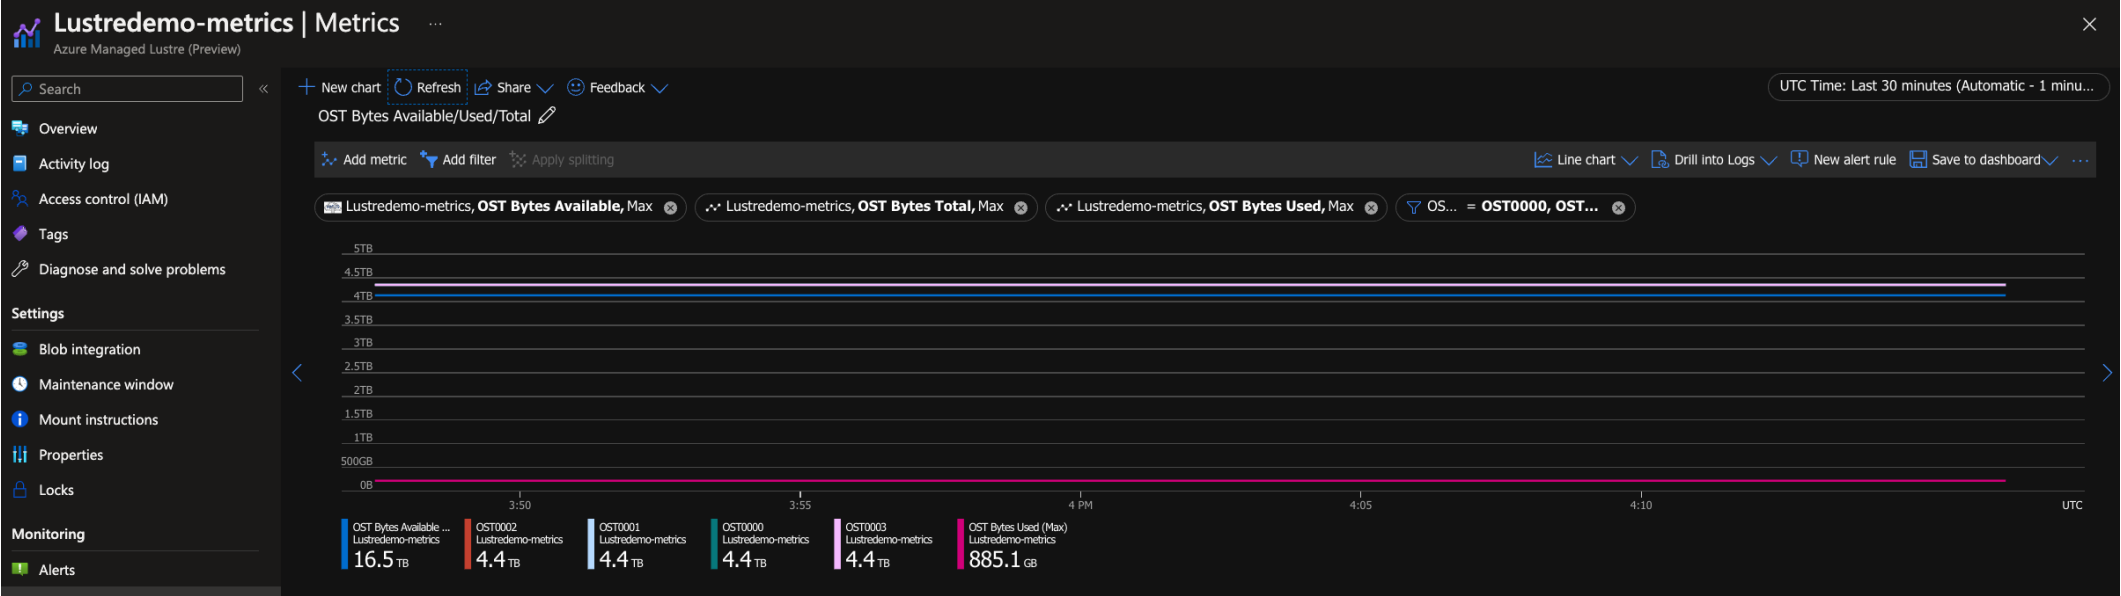 Lustredemo-metrics | Metrics ...
Azure Managed Lustre (Preview)
Search
«
Overview
Activity log
Access control (IAM)
Tags
Diagnose and solve problems
Settings
Blob integration
Maintenance window
Mount instructions
Properties
Locks
Monitoring
Alerts
New chart Refresh Share Feedback
UTC Time: Last 30 minutes (Automatic - 1 minu...
OST Bytes Available/Used/Total
Add metric Add filter Apply splitting
Line chart Drill into Logs New alert rule Save to dashboard ...
Lustredemo-metrics, OST Bytes Available, Max
Lustredemo-metrics, OST Bytes Total, Max
Lustredemo-metrics, OST Bytes Used, Max
OS... = OST0000, OST...
5TB
4.5TB
4TB
3.5TB
3TB
2.5TB
2TB
1.5TB
1TB
500GB
0B
3:50 3:55 4 PM 4:05 4:10 UTC
OST Bytes Available ...
Lustredemo-metrics
16.5 TB
OST0002
Lustredemo-metrics
4.4 TB
OST0001
Lustredemo-metrics
4.4 TB
OST0000
Lustredemo-metrics
4.4 TB
OST0003
Lustredemo-metrics
4.4 TB
OST Bytes Used (Max)
Lustredemo-metrics
885.1 GB